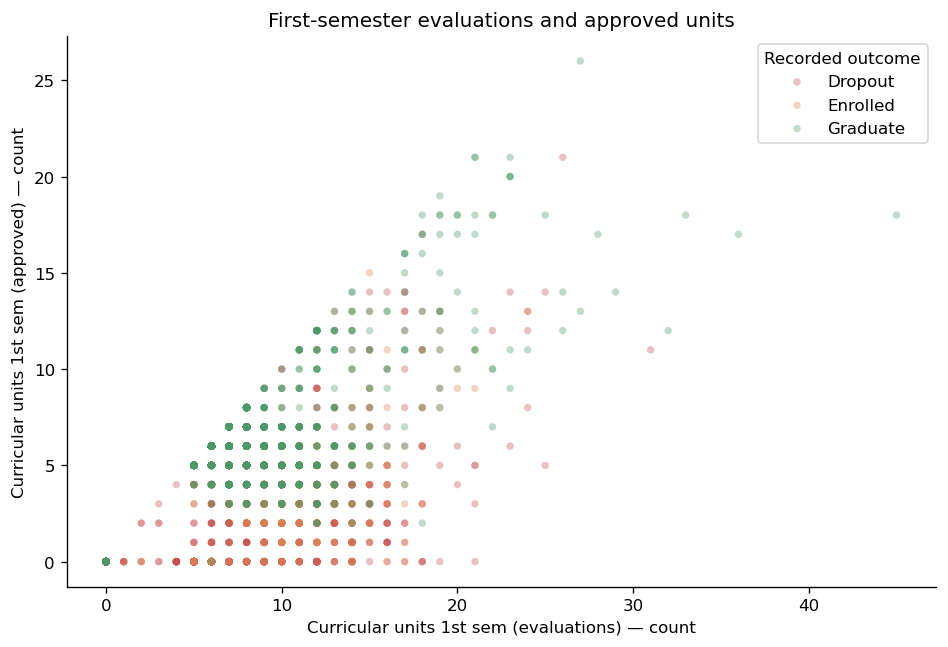 First-semester evaluations and approved units
Recorded outcome
Dropout
Enrolled
Graduate
Curricular units 1st sem (approved) — count
25
20
15
10
5
0
0 10 20 30 40
Curricular units 1st sem (evaluations) — count